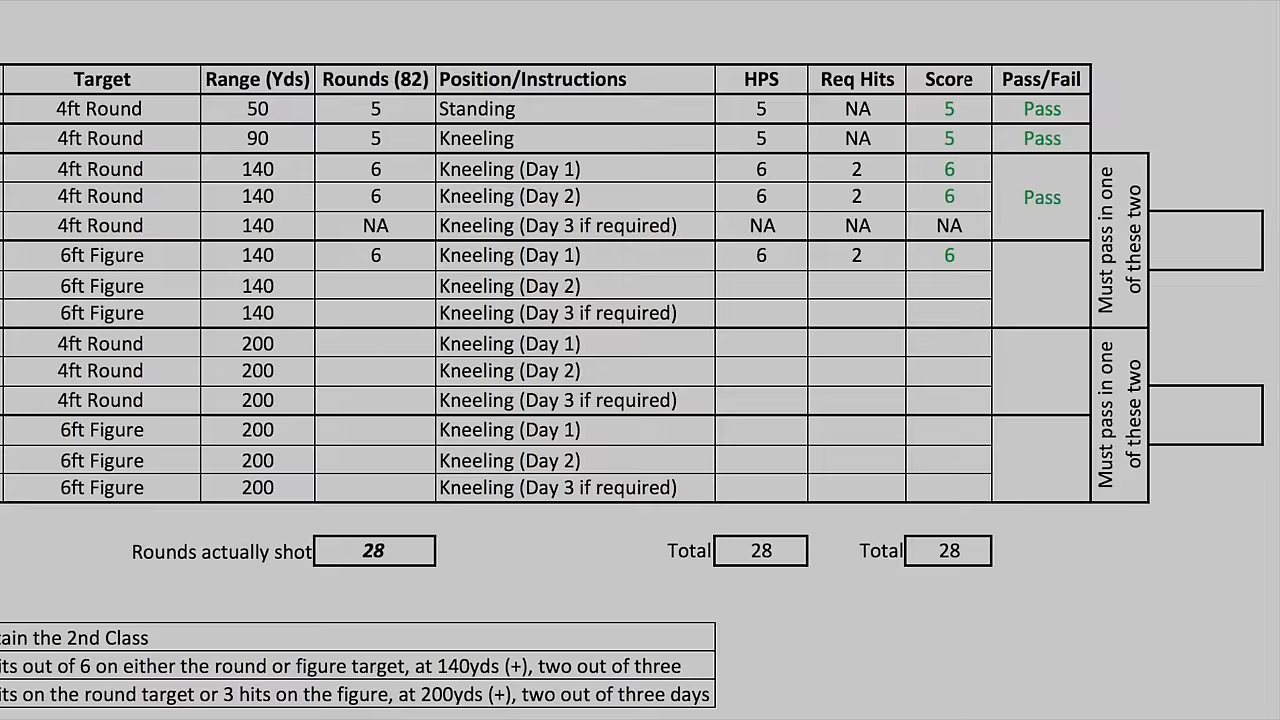 Target Range (Yds) Rounds (82) Position/Instructions HPS Req Hits Score Pass/Fail
4ft Round 50 5 Standing 5 NA 5 Pass
4ft Round 90 5 Kneeling 5 NA 5 Pass
4ft Round 140 6 Kneeling (Day 1) 6 2 6
4ft Round 140 6 Kneeling (Day 2) 6 2 6 Pass
4ft Round 140 NA Kneeling (Day 3 if required) NA NA NA
6ft Figure 140 6 Kneeling (Day 1) 6 2 6
6ft Figure 140 Kneeling (Day 2)
6ft Figure 140 Kneeling (Day 3 if required)
Must pass in one
of these two
4ft Round 200 Kneeling (Day 1)
4ft Round 200 Kneeling (Day 2)
4ft Round 200 Kneeling (Day 3 if required)
6ft Figure 200 Kneeling (Day 1)
6ft Figure 200 Kneeling (Day 2)
6ft Figure 200 Kneeling (Day 3 if required)
Must pass in one
of these two
Rounds actually shot 28 Total 28 Total 28
tain the 2nd Class
its out of 6 on either the round or figure target, at 140yds (+), two out of three
its on the round target or 3 hits on the figure, at 200yds (+), two out of three days